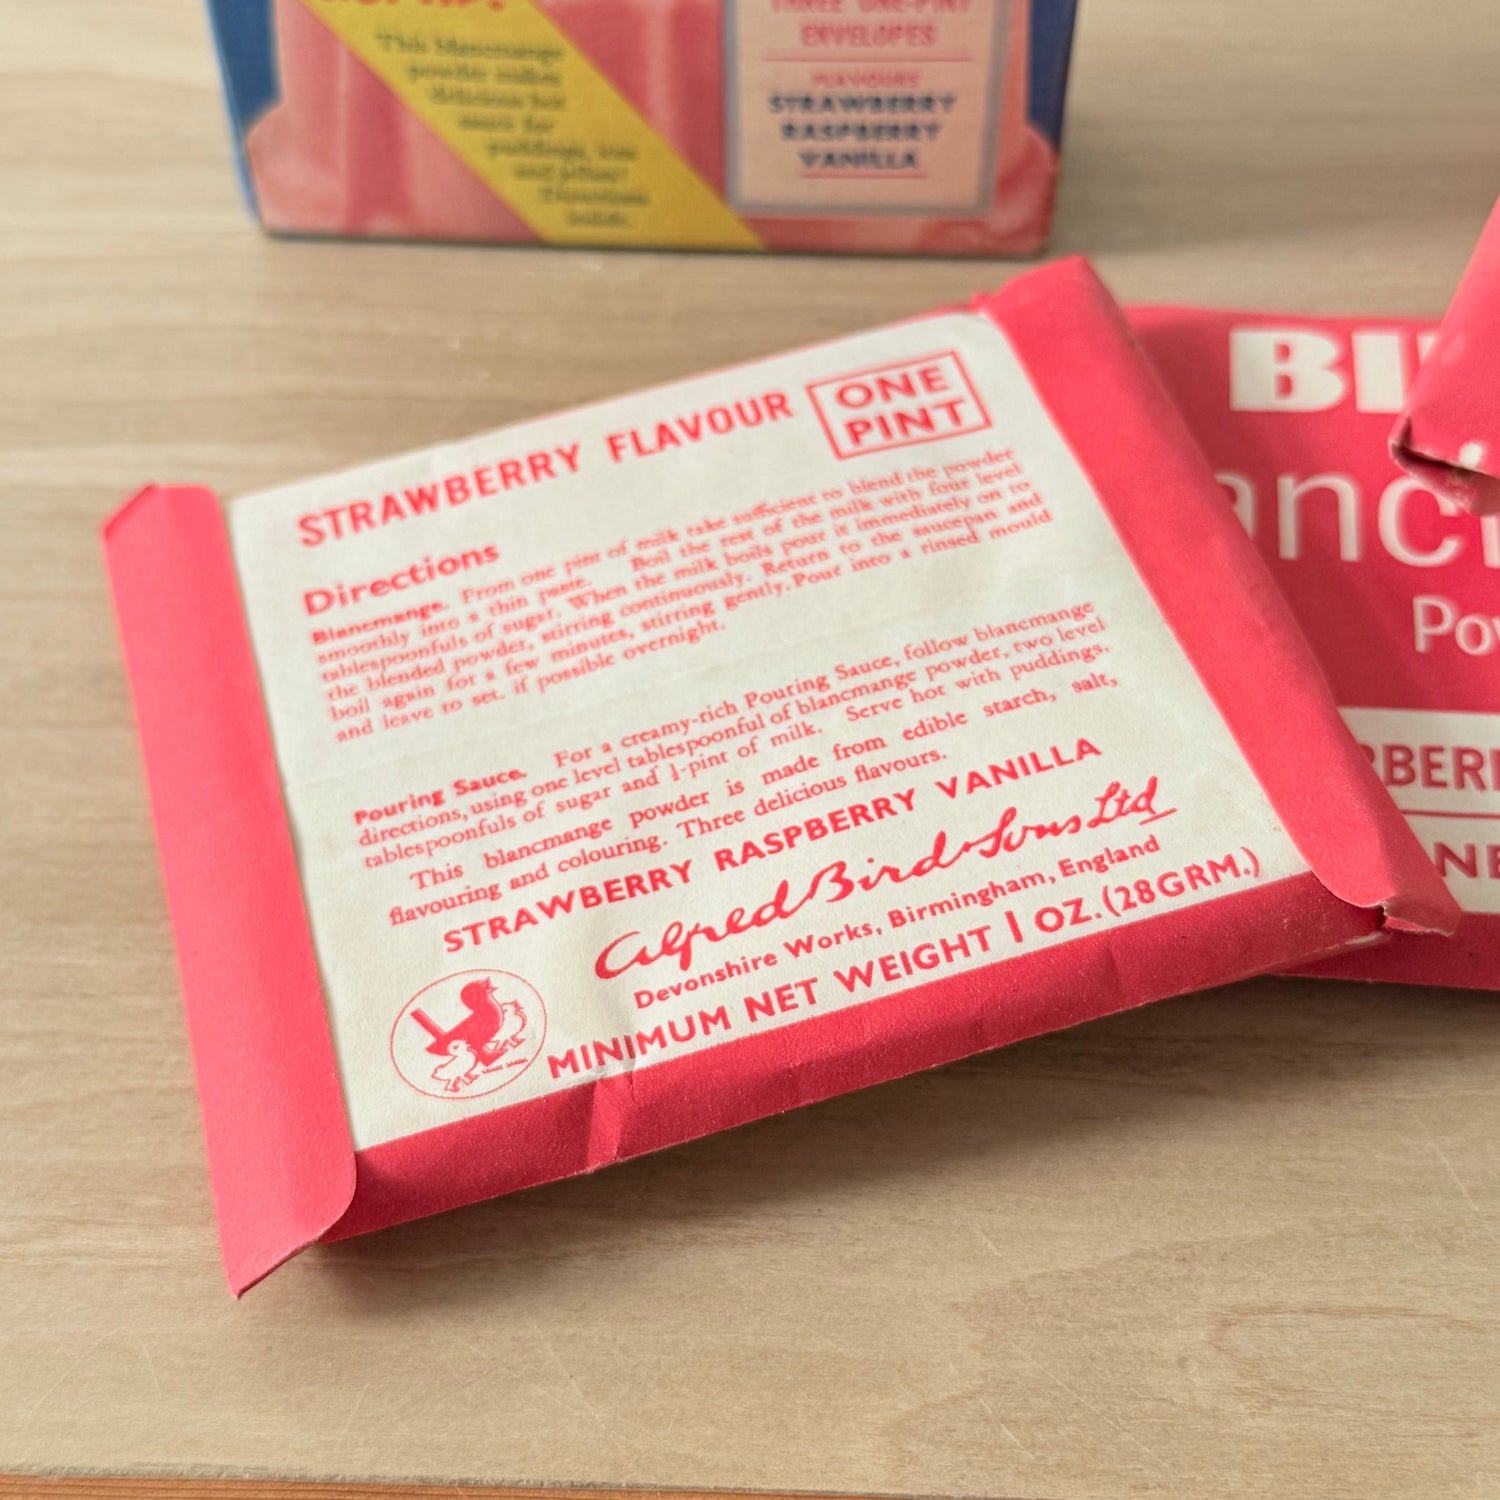 This blancmange
powder makes
delicious hot
sauce for
puddings, too
THREE ONE-PINT
ENVELOPES
FLAVOURS
STRAWBERRY
RASPBERRY
VANILLA
STRAWBERRY FLAVOUR
ONE
PINT
Directions
Blancmange. From one pint of milk take sufficient to blend the powder
smoothly into a thin paste. Boil the rest of the milk with four level
tablespoonfuls of sugar. When the milk boils pour it immediately on to
the blended powder, stirring continuously. Return to the saucepan and
boil again for a few minutes, stirring gently. Pour into a rinsed mould
and leave to set, if possible overnight.
Pouring Sauce. For a creamy-rich Pouring Sauce, follow blancmange
directions, using one level tablespoonful of blancmange powder, two level
tablespoonfuls of sugar and ½-pint of milk. Serve hot with puddings.
This blancmange powder is made from edible starch, salt,
flavouring and colouring. Three delicious flavours.
STRAWBERRY RASPBERRY VANILLA
Alfred Bird & Sons Ltd
Devonshire Works, Birmingham, England
MINIMUM NET WEIGHT 1 OZ. (28GRM.)
BI
anc
Po
BER
NE